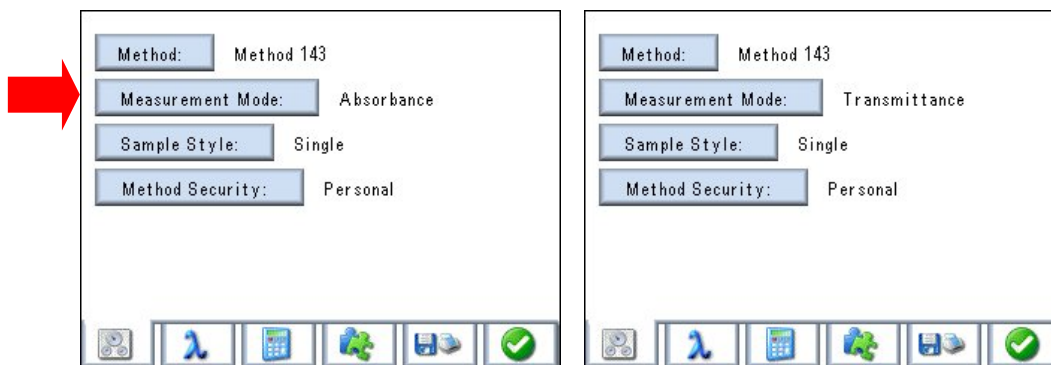 Method: Method 143
Measurement Mode: Absorbance
Sample Style: Single
Method Security: Personal
λ
Method: Method 143
Measurement Mode: Transmittance
Sample Style: Single
Method Security: Personal
λ